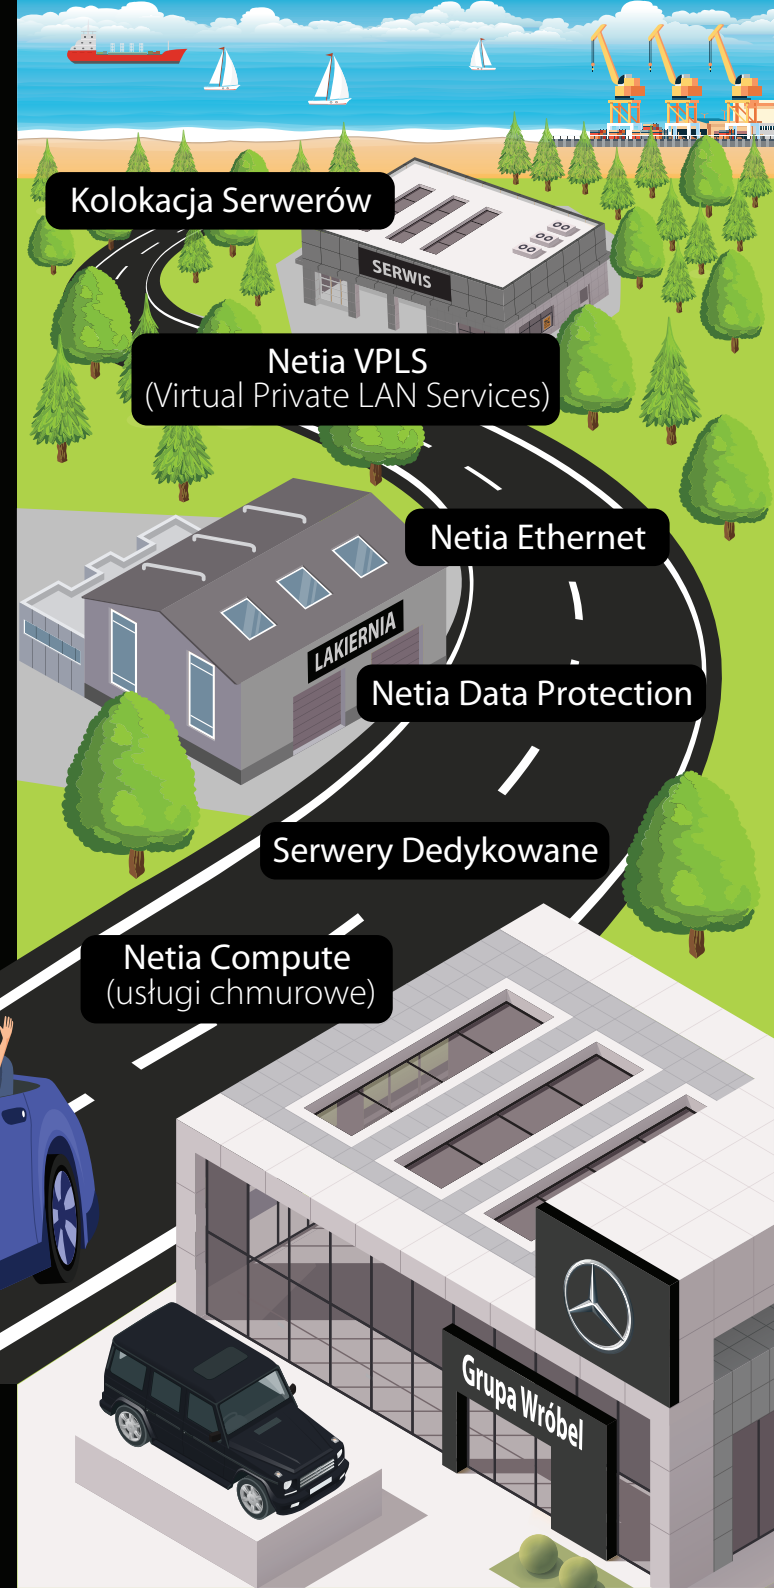 Kolokacja Serwerów
SERWIS
Netia VPLS
(Virtual Private LAN Services)
Netia Ethernet
LAKIERNIA
Netia Data Protection
Serwery Dedykowane
Netia Compute
(usługi chmurowe)
Grupa Wróbel